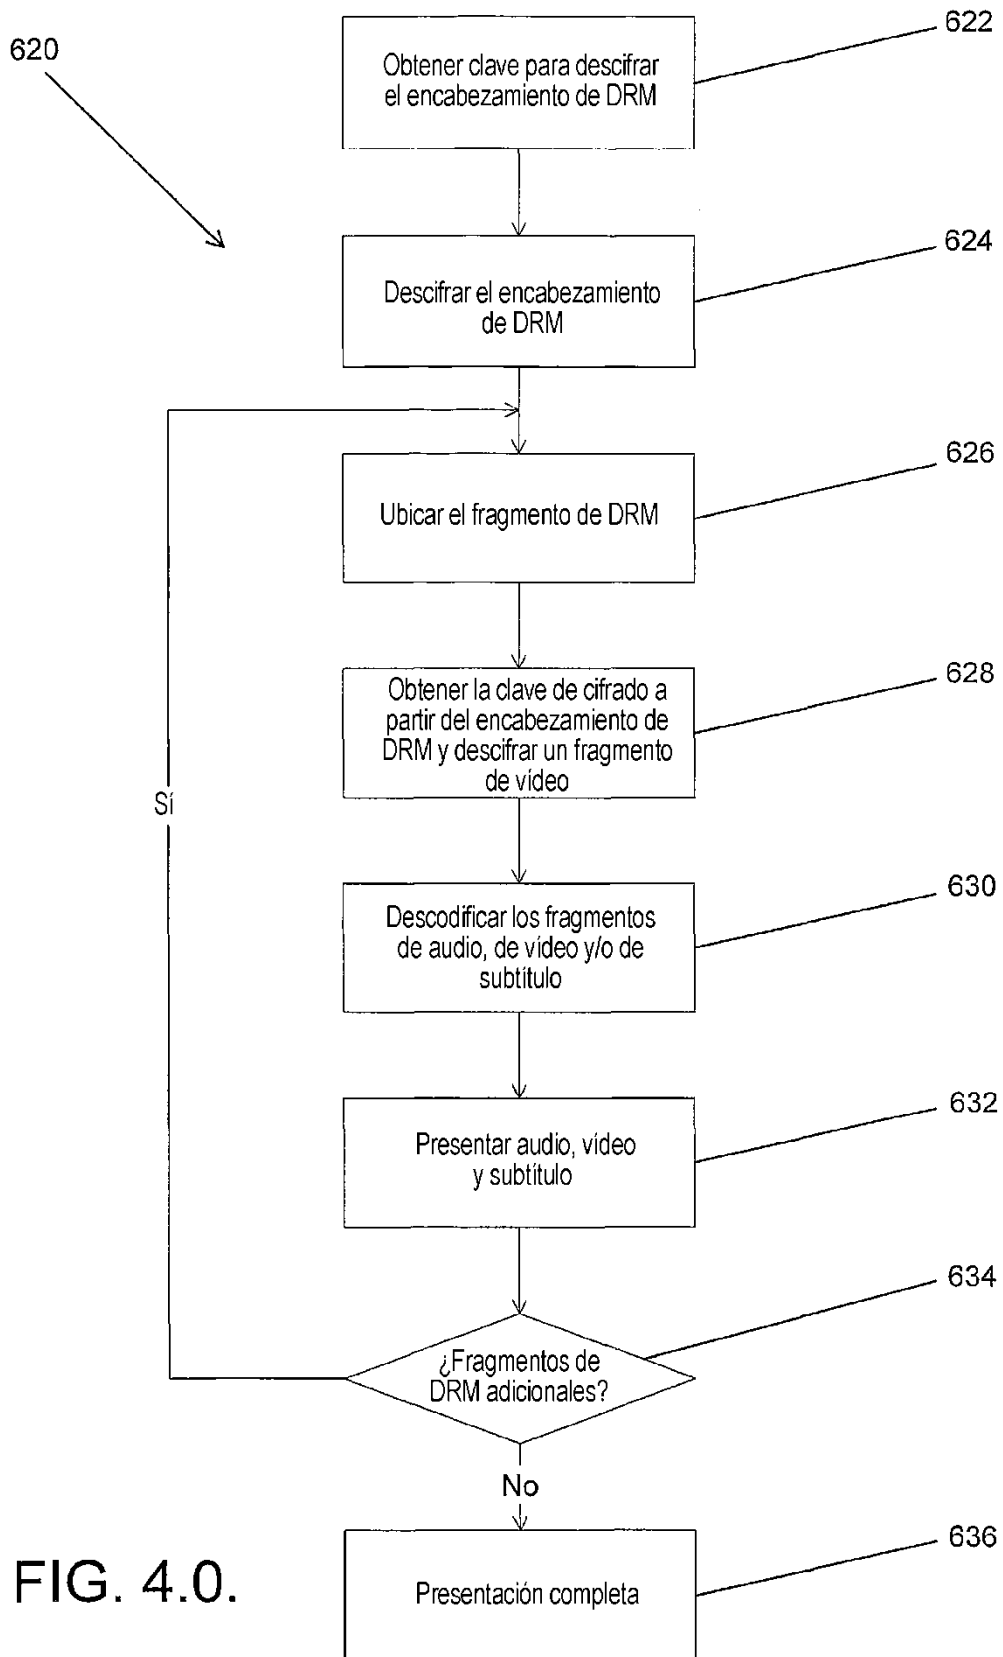 620
622
Obtener clave para descifrar
el encabezamiento de DRM
624
Descifrar el encabezamiento
de DRM
626
Ubicar el fragmento de DRM
628
Obtener la clave de cifrado a
partir del encabezamiento de
DRM y descifrar un fragmento
de vídeo
Sí
630
Descodificar los fragmentos
de audio, de vídeo y/o de
subtítulo
632
Presentar audio, vídeo
y subtítulo
634
¿Fragmentos de
DRM adicionales?
No
636
Presentación completa
FIG. 4.0.